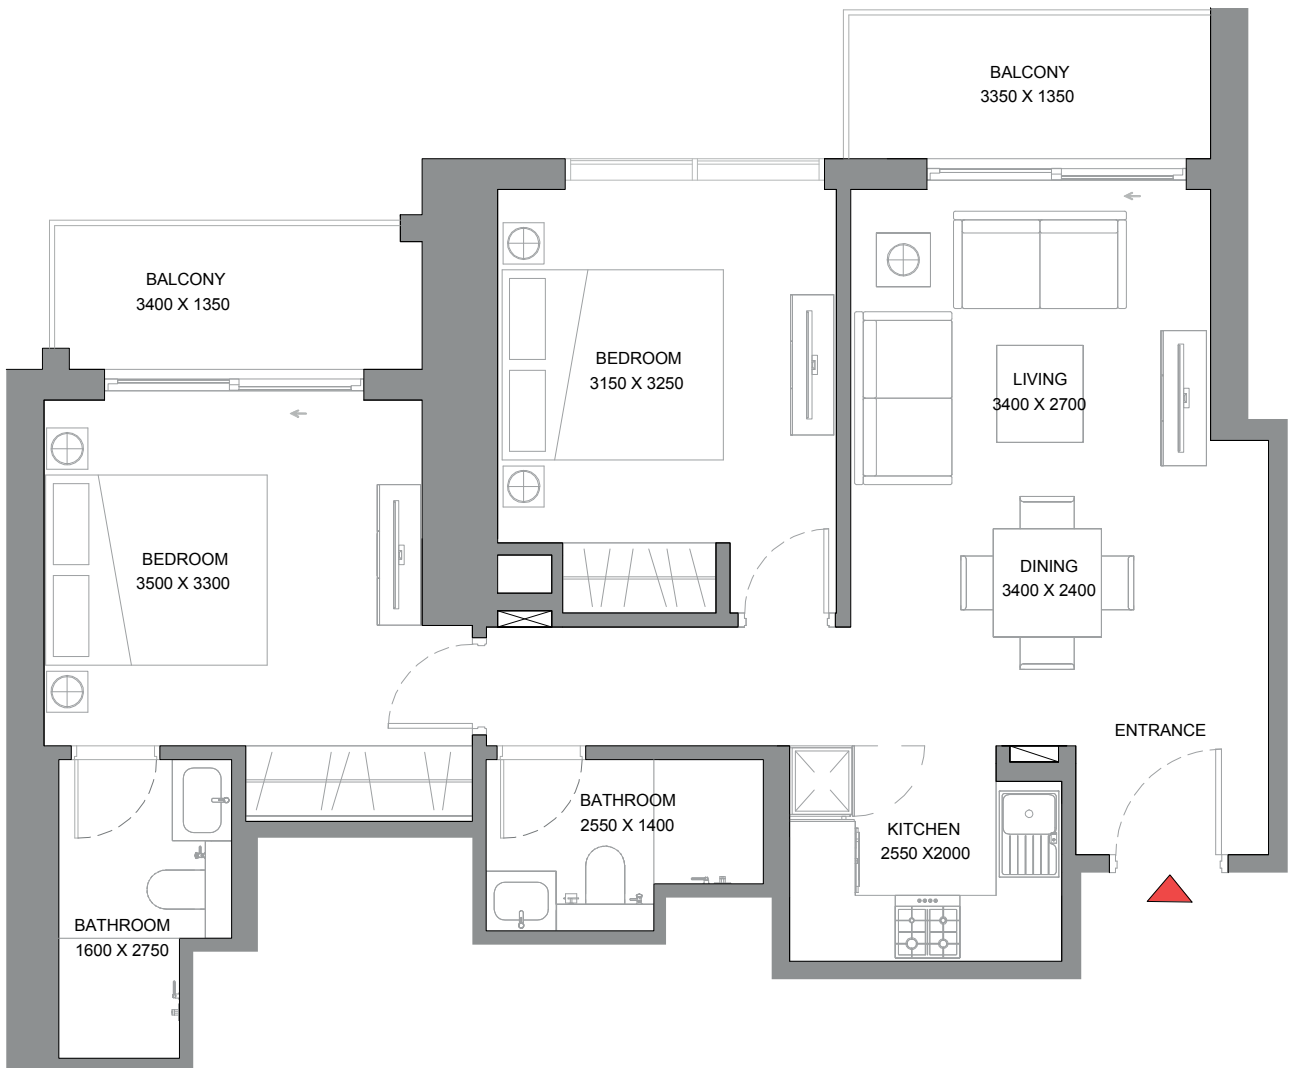 BALCONY
3350 X 1350
BALCONY
3400 X 1350
BEDROOM
3150 X 3250
LIVING
3400 X 2700
BEDROOM
3500 X 3300
DINING
3400 X 2400
ENTRANCE
BATHROOM
2550 X 1400
KITCHEN
2550 X2000
BATHROOM
1600 X 2750